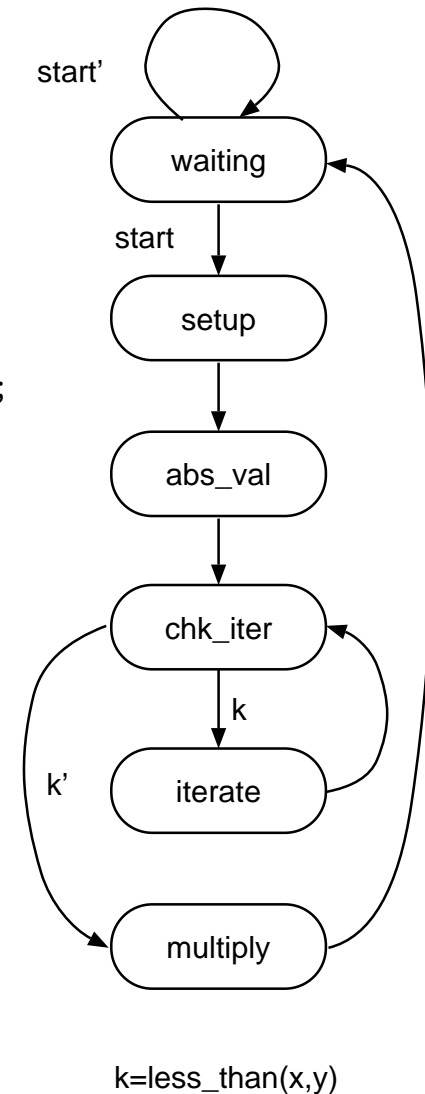 start’
waiting
start
setup
;
abs_val
chk_iter
k
k’
iterate
multiply
k=less_than(x,y)